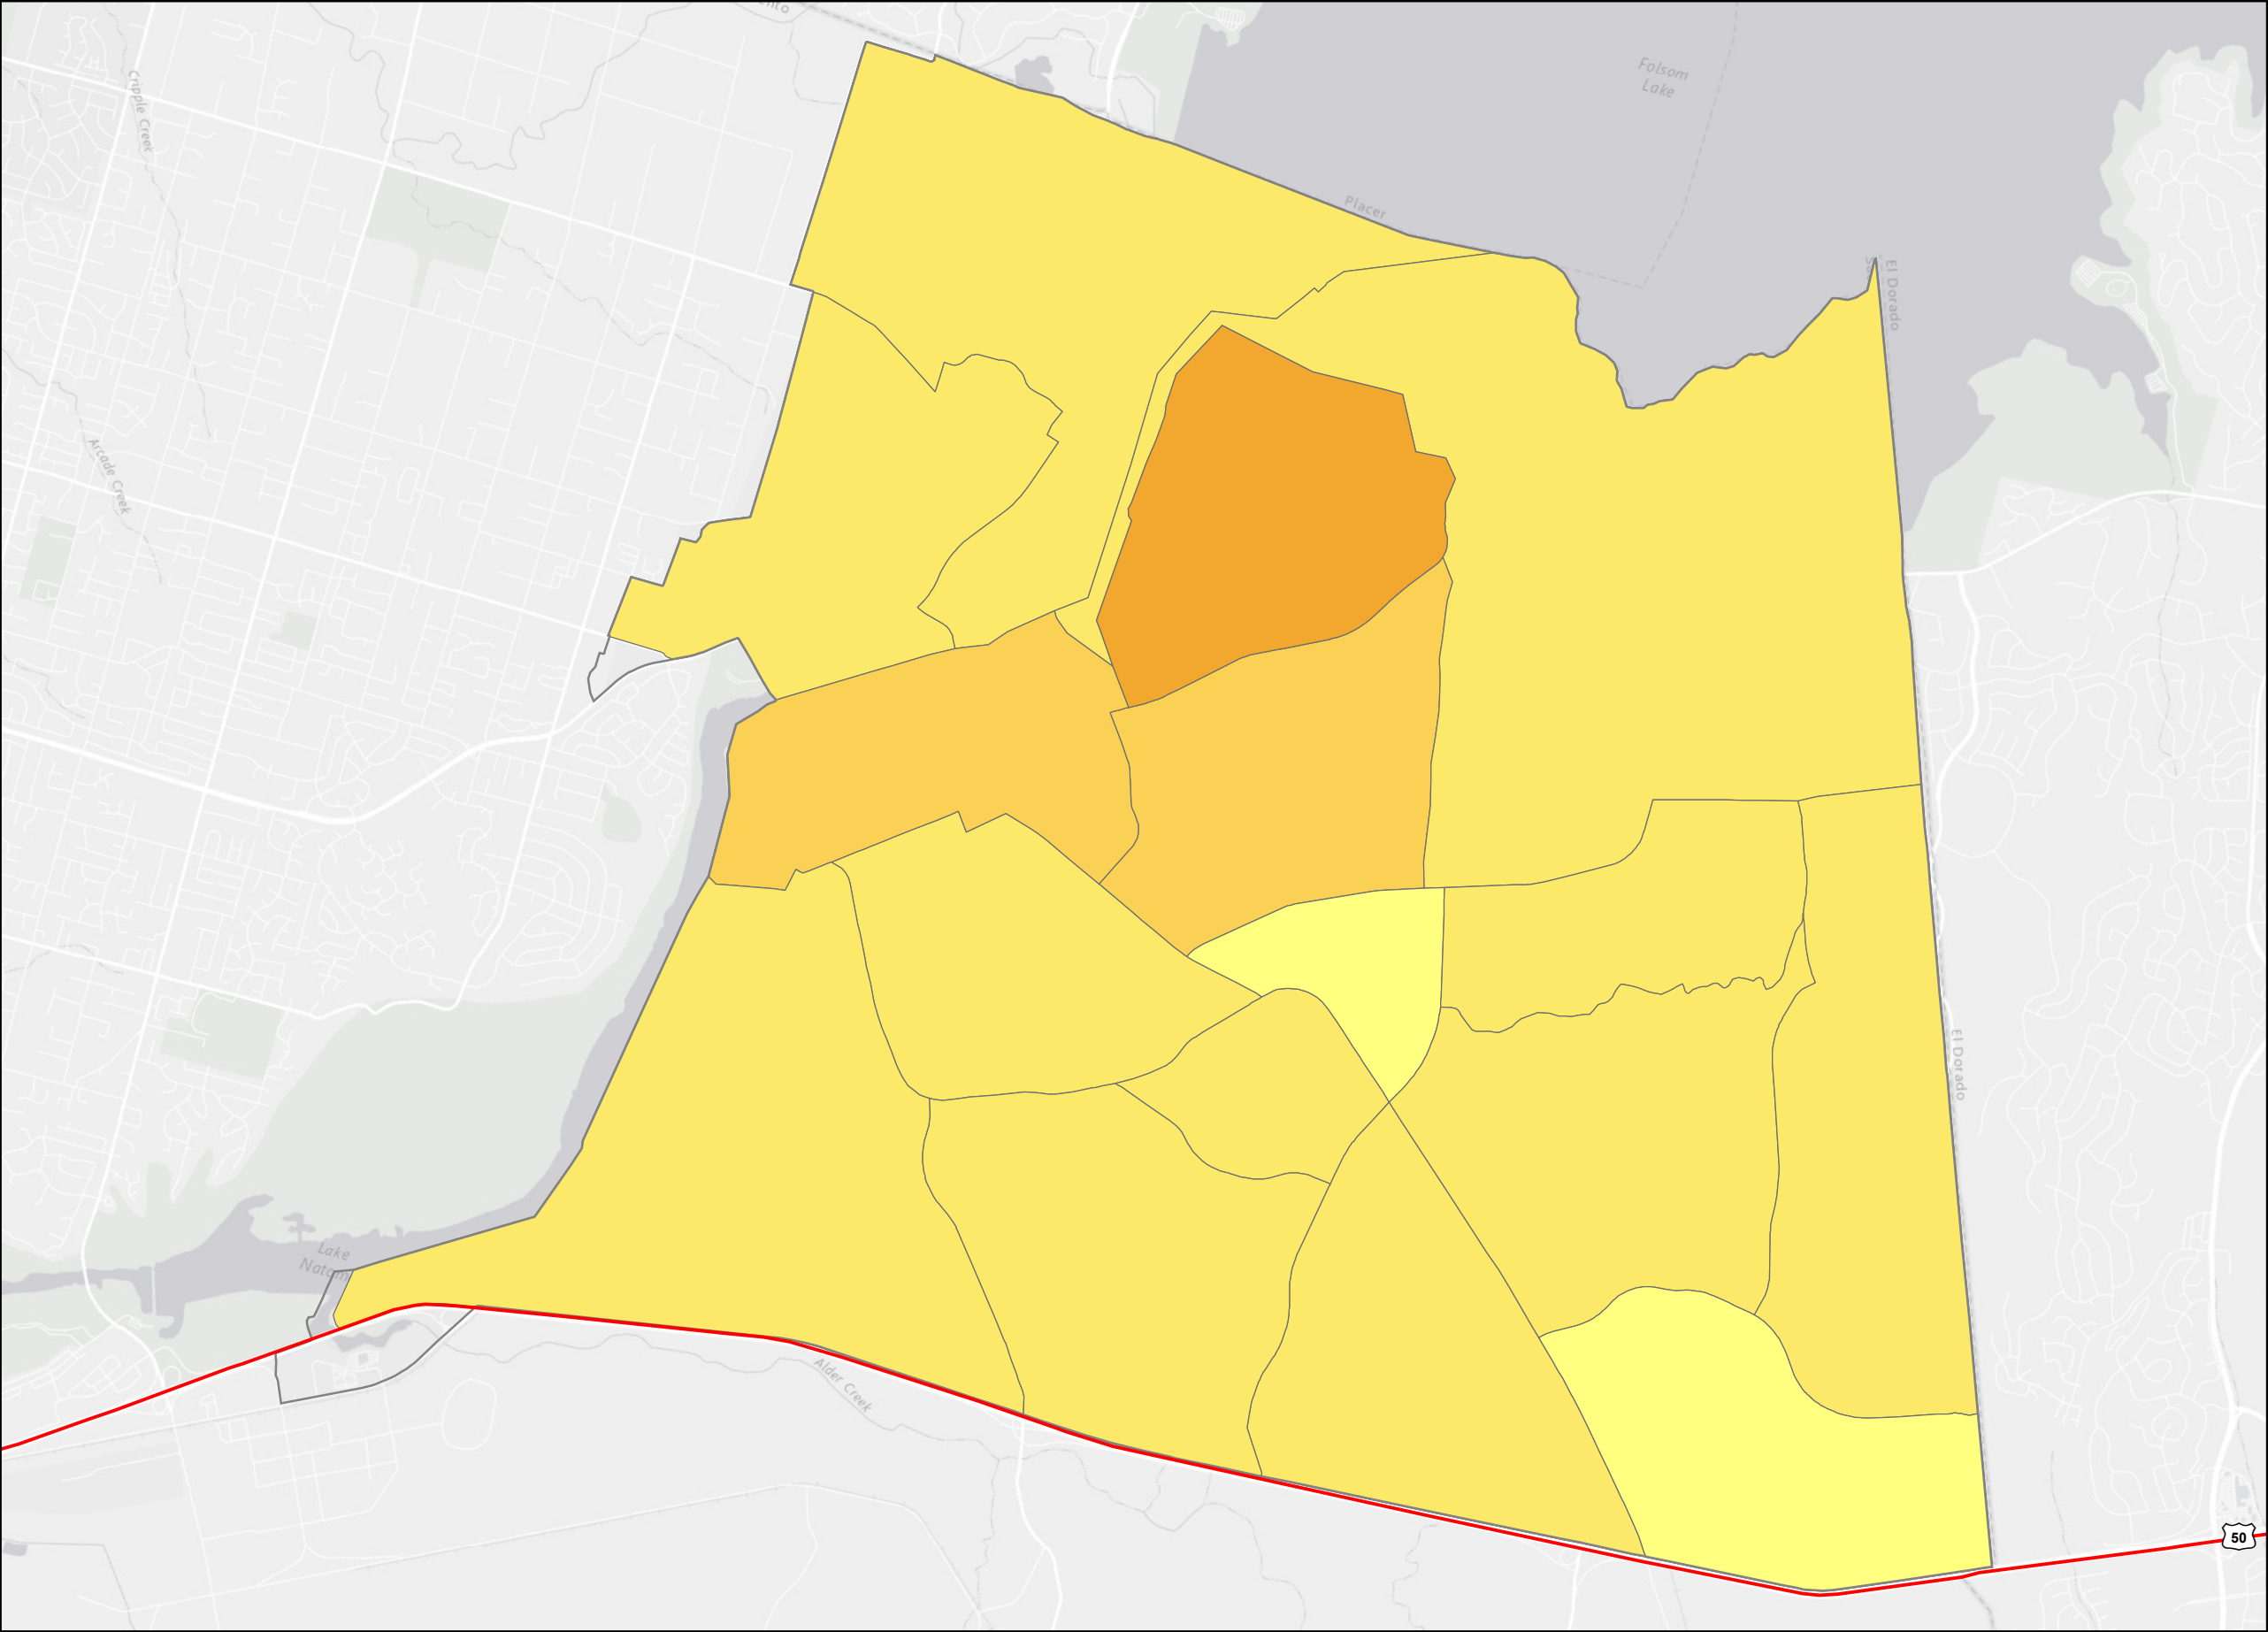 Cripple Creek
Folsom
Lake
Placer
El Dorado
Arcade Creek
El Dorado
Lake
Natom
Alder Creek
50